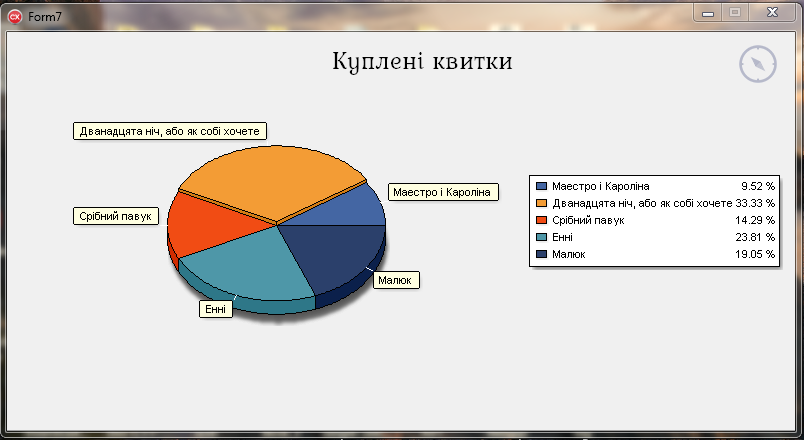 Form7
Куплені квитки
Дванадцята ніч, або як собі хочете
Маестро і Кароліна
Срібний павук
Малюк
Енні
Маестро і Кароліна 9.52 %
Дванадцята ніч, або як собі хочете 33.33 %
Срібний павук 14.29 %
Енні 23.81 %
Малюк 19.05 %